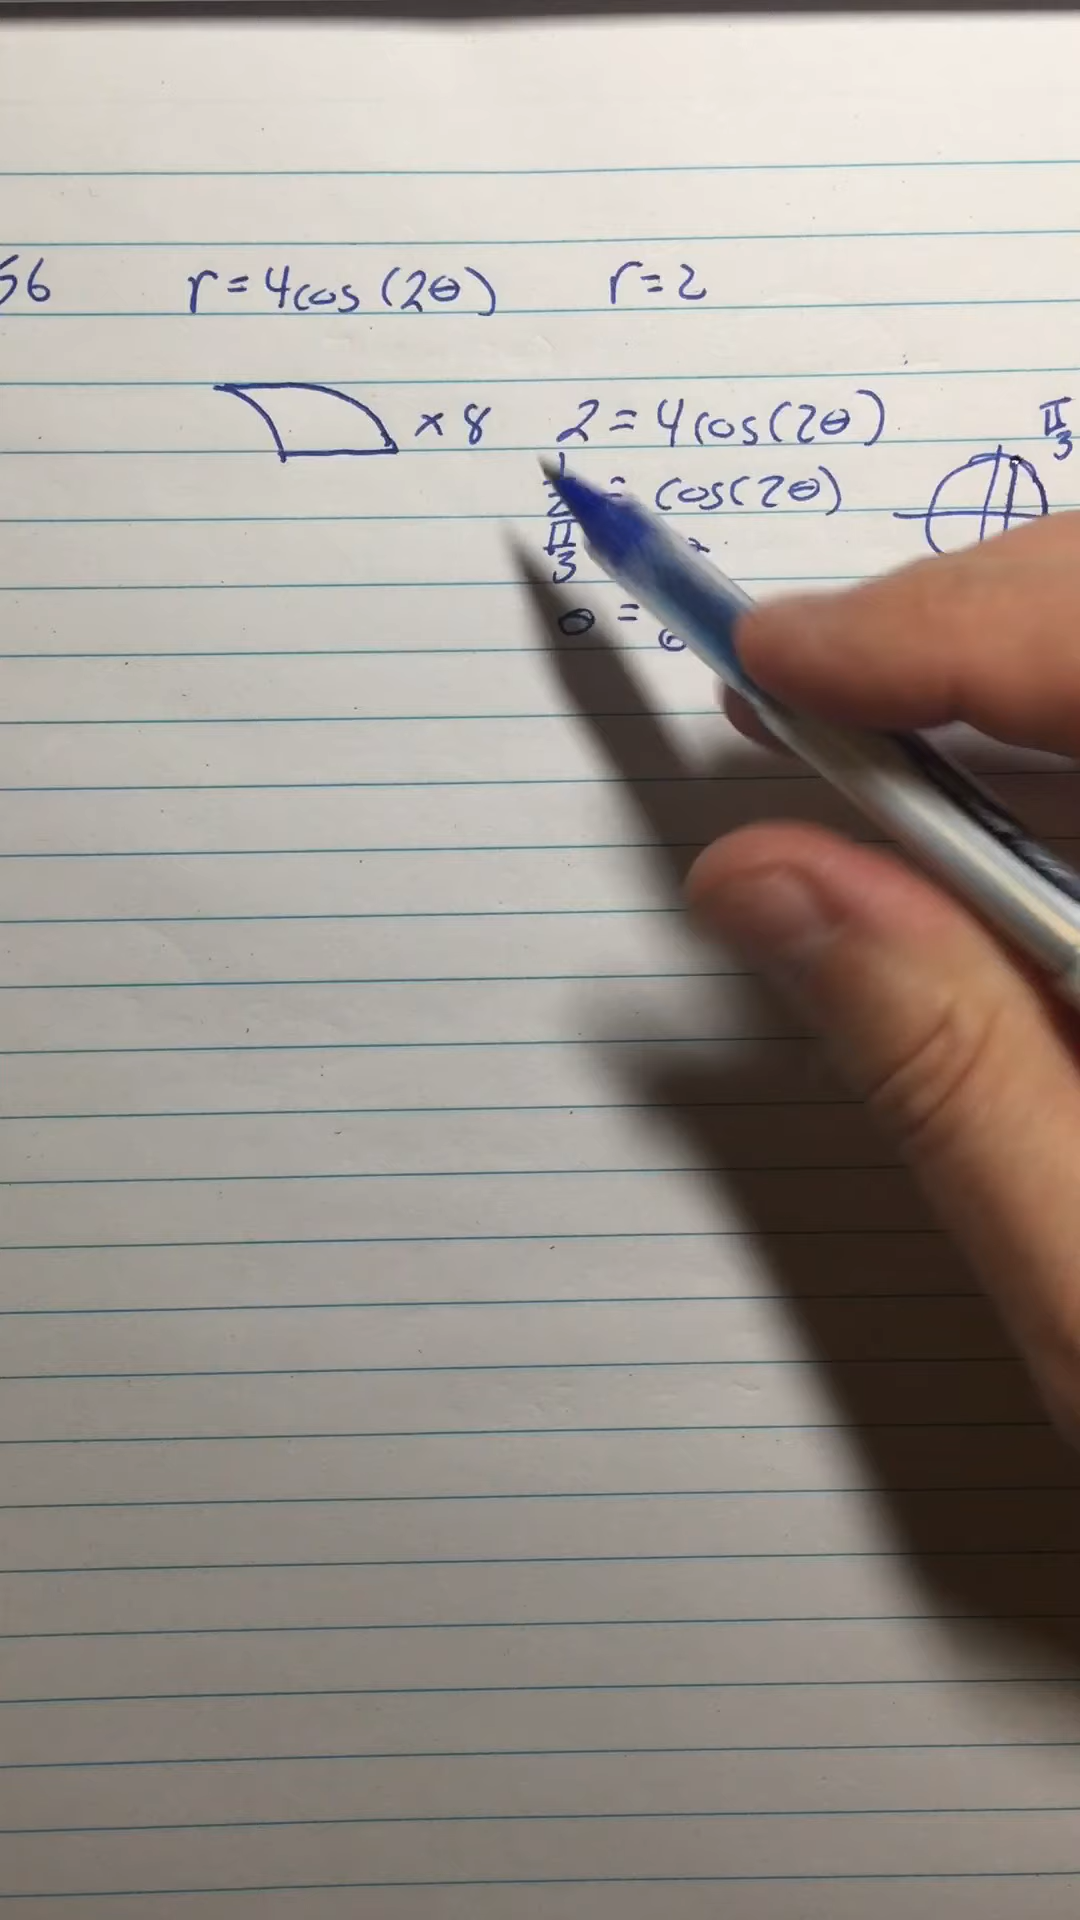 56 r=4cos(2θ) r=2
×8 2=4cos(2θ) π/3
= cos(2θ)
π/3
θ =